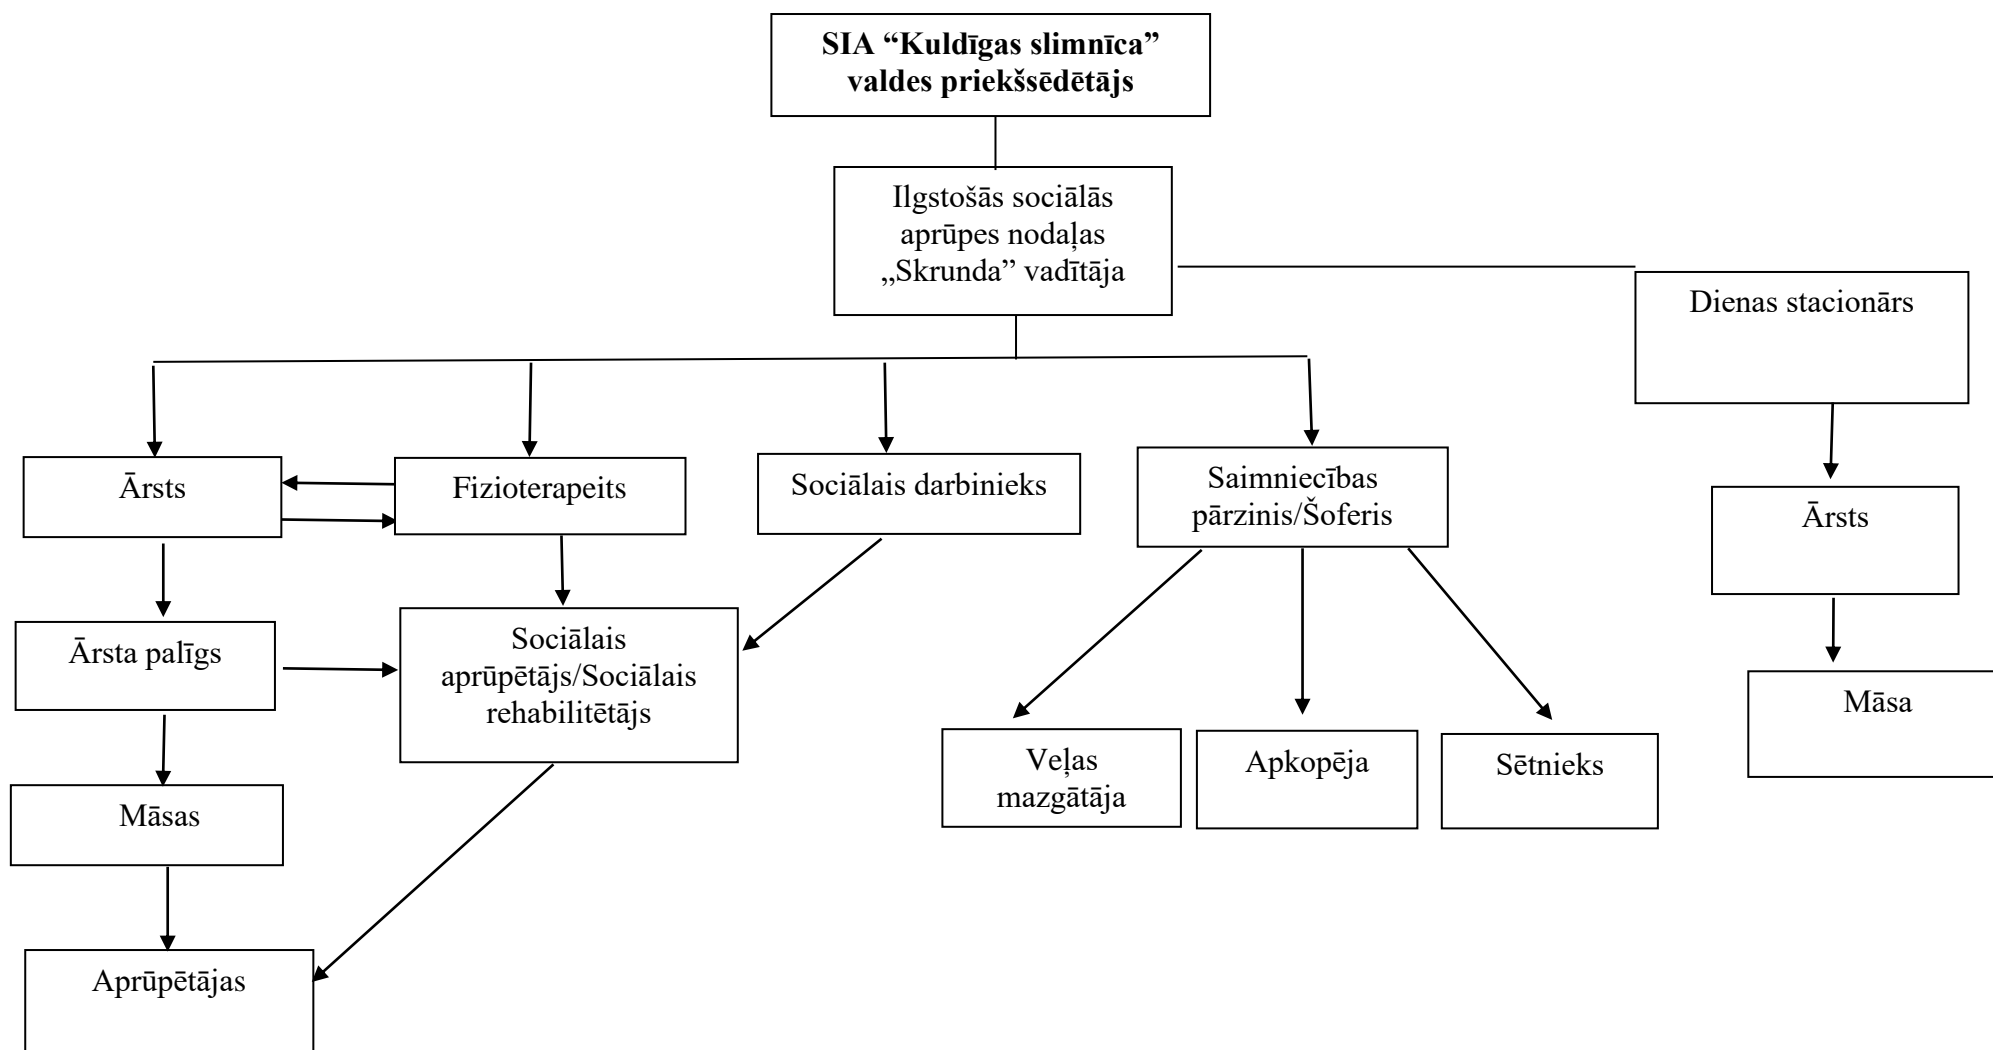 SIA “Kuldīgas slimnīca”
valdes priekšsēdētājs
Ilgstošās sociālās
aprūpes nodaļas
„Skrunda” vadītāja
Dienas stacionārs
Ārsts
Fizioterapeits
Sociālais darbinieks
Saimniecības
pārzinis/Šoferis
Ārsts
Ārsta palīgs
Sociālais
aprūpētājs/Sociālais
rehabilitētājs
Māsa
Veļas
mazgātāja
Apkopēja
Sētnieks
Māsas
Aprūpētājas